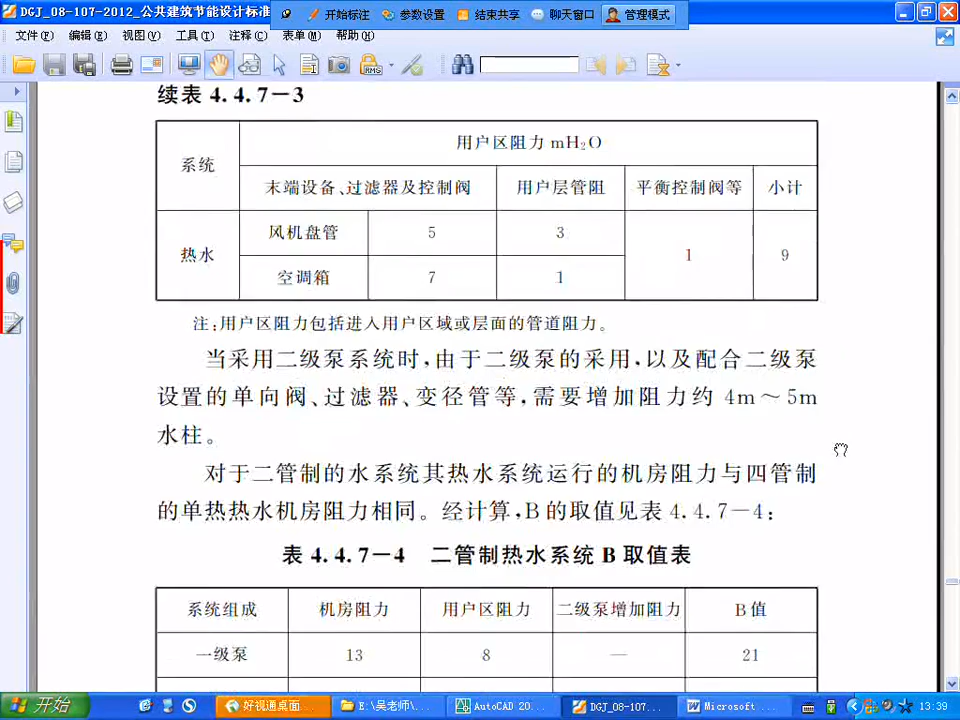 DGJ_08-107-2012_公共建筑节能设计标准
开始标注 参数设置 结束共享 聊天窗口 管理模式
文件(F) 编辑(E) 视图(V) 工具(T) 注释(C) 表单(M) 帮助(H)
续表 4.4.7－3
系统 用户区阻力 mH₂O
末端设备、过滤器及控制阀 用户层管阻 平衡控制阀等 小计
热水 风机盘管 5 3 1 9
空调箱 7 1
注:用户区阻力包括进入用户区域或层面的管道阻力。
当采用二级泵系统时,由于二级泵的采用,以及配合二级泵
设置的单向阀、过滤器、变径管等,需要增加阻力约 4m～5m
水柱。
对于二管制的水系统其热水系统运行的机房阻力与四管制
的单热热水机房阻力相同。经计算,B 的取值见表 4.4.7－4:
表 4.4.7－4 二管制热水系统 B 取值表
系统组成 机房阻力 用户区阻力 二级泵增加阻力 B 值
一级泵 13 8 — 21
开始 好视通桌面 E:\吴老师\... AutoCAD 20... DGJ_08-107... Microsoft ... 13:39